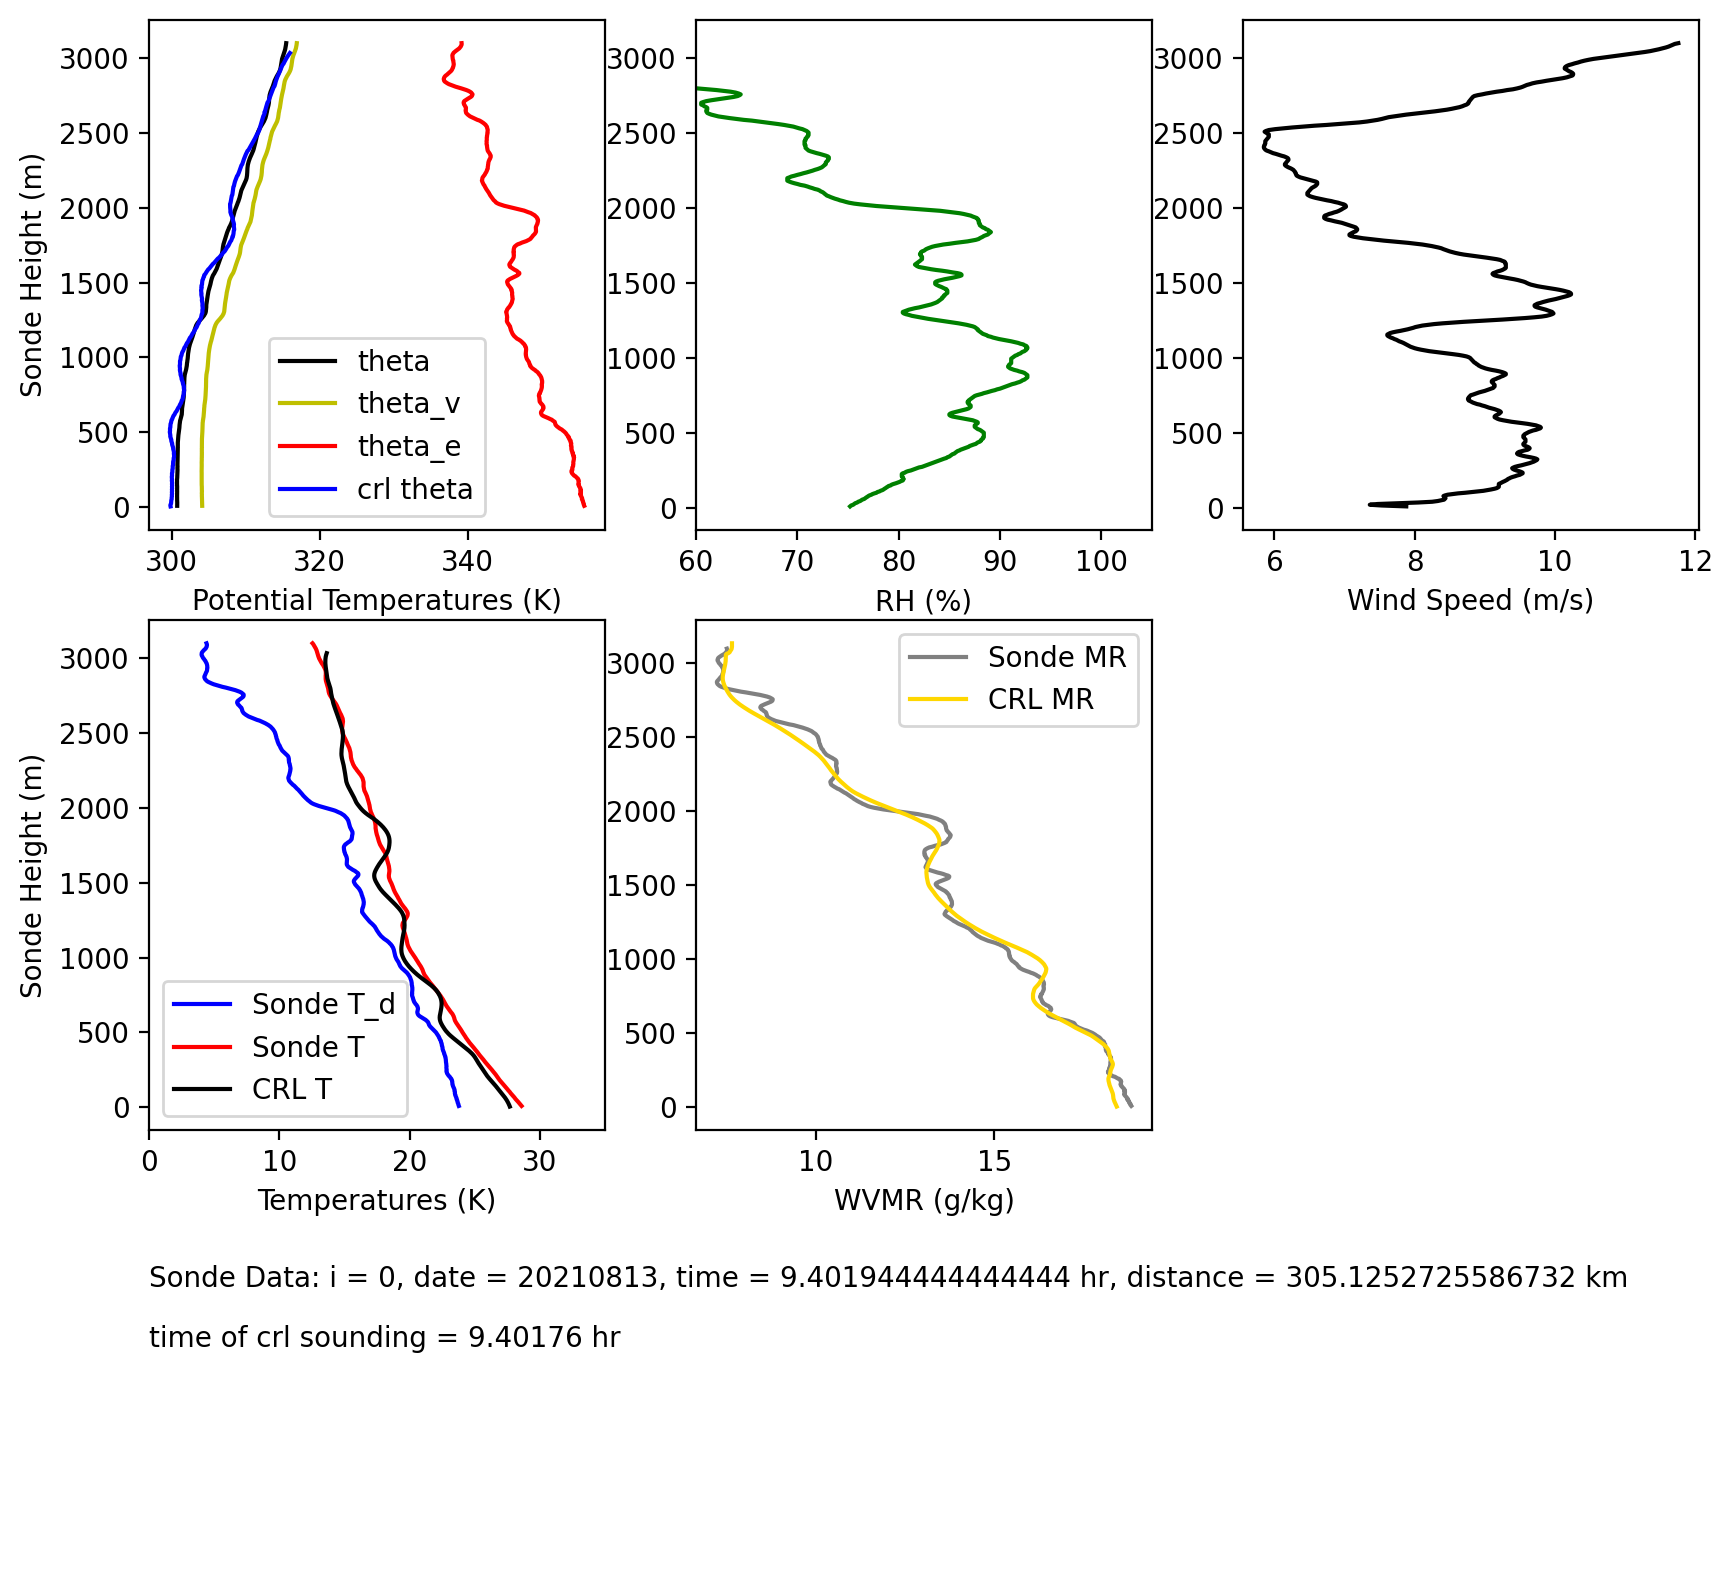 3000
2500
2000
1500
1000
500
0
Sonde Height (m)
theta
theta_v
theta_e
crl theta
300 320 340
Potential Temperatures (K)
3000
2500
2000
1500
1000
500
0
60 70 80 90 100
RH (%)
3000
2500
2000
1500
1000
500
0
6 8 10 12
Wind Speed (m/s)
3000
2500
2000
1500
1000
500
0
Sonde Height (m)
Sonde T_d
Sonde T
CRL T
0 10 20 30
Temperatures (K)
3000
2500
2000
1500
1000
500
0
Sonde MR
CRL MR
10 15
WVMR (g/kg)
Sonde Data: i = 0, date = 20210813, time = 9.401944444444444 hr, distance = 305.1252725586732 km
time of crl sounding = 9.40176 hr